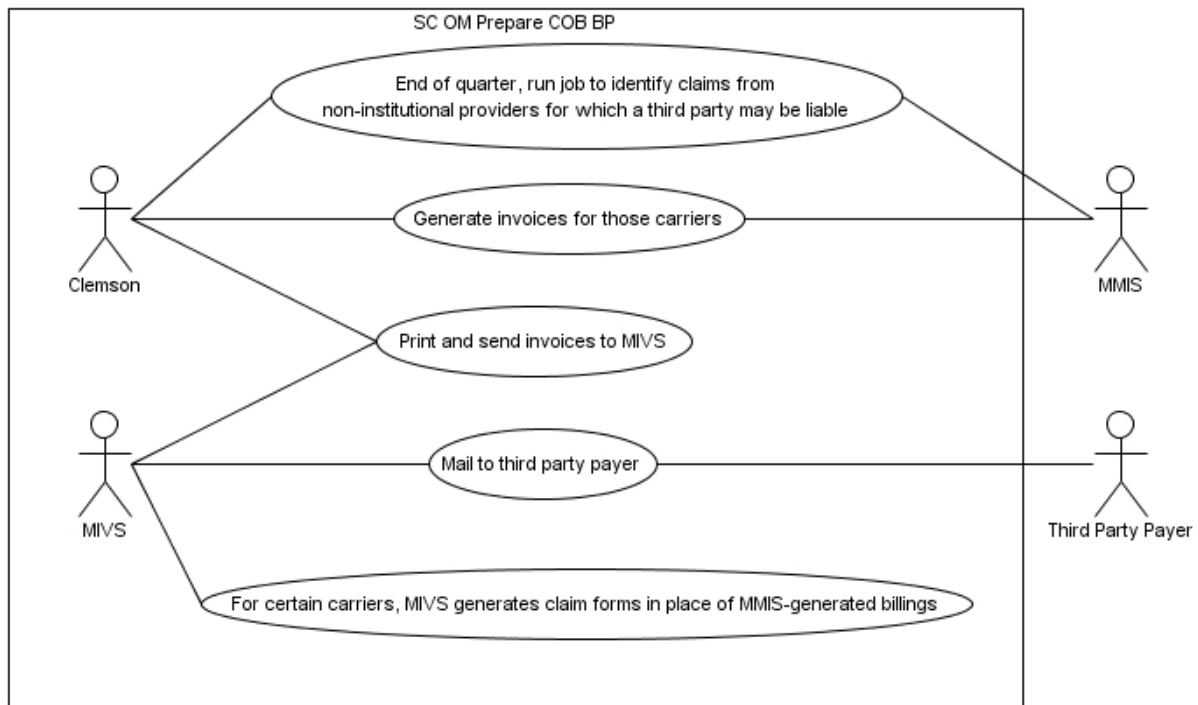 SC OM Prepare COB BP
End of quarter, run job to identify claims from
non-institutional providers for which a third party may be liable
Generate invoices for those carriers
Clemson
MMIS
Print and send invoices to MIVS
Mail to third party payer
MIVS
Third Party Payer
For certain carriers, MIVS generates claim forms in place of MMIS-generated billings